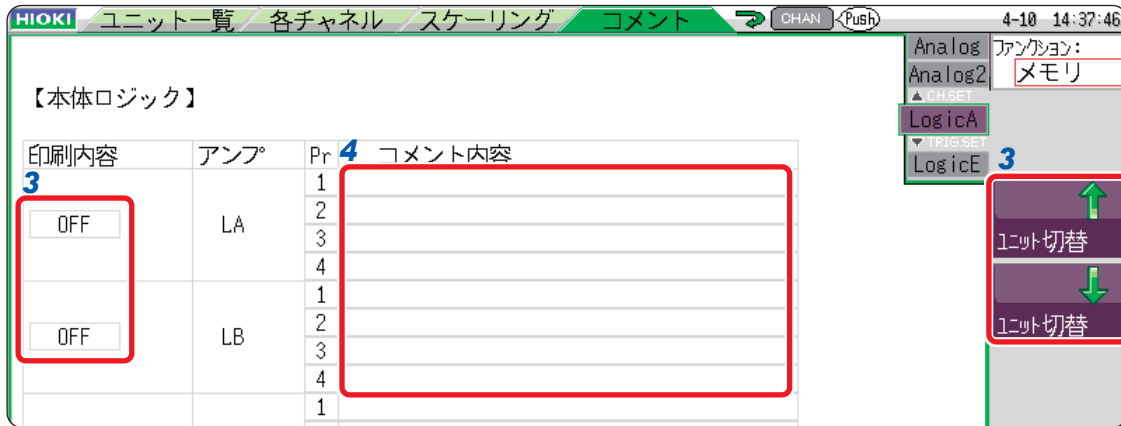 HIOKI ユニット一覧 各チャネル スケーリング コメント CHAN Push 4-10 14:37:46
Analog ファンクション:
Analog2 メモリ
▲ CH.SET
【本体ロジック】
LogicA
▼ TRIG.SET
LogicE 3
印刷内容 アンプ Pr 4 コメント内容
3
1
OFF LA 2
3
4
1
OFF LB 2
3
4
1
ユニット切替
ユニット切替